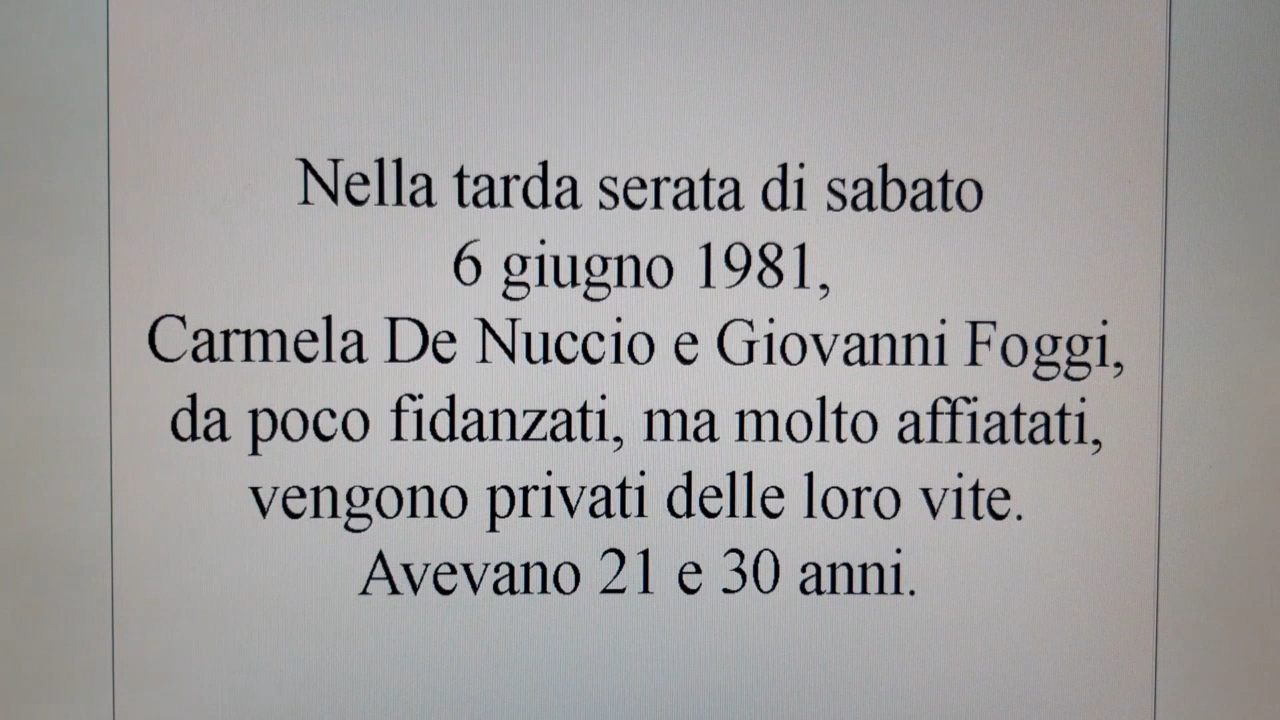 Nella tarda serata di sabato
6 giugno 1981,
Carmela De Nuccio e Giovanni Foggi,
da poco fidanzati, ma molto affiatati,
vengono privati delle loro vite.
Avevano 21 e 30 anni.